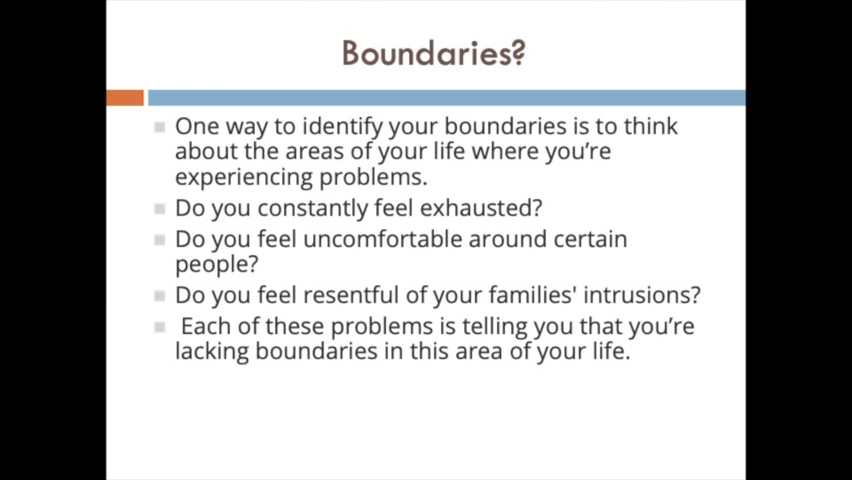 Boundaries?
One way to identify your boundaries is to think
about the areas of your life where you're
experiencing problems.
Do you constantly feel exhausted?
Do you feel uncomfortable around certain
people?
Do you feel resentful of your families' intrusions?
Each of these problems is telling you that you're
lacking boundaries in this area of your life.